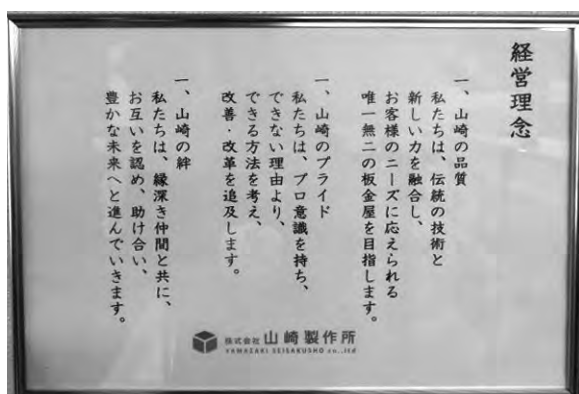 経営理念
一、山崎の品質
私たちは、伝統の技術と
新しい力を融合し、
お客様のニーズに応えられる
唯一無二の板金屋を目指します。
一、山崎のプライド
私たちは、プロ意識を持ち、
できない理由より、
できる方法を考え、
改善・改革を追及します。
一、山崎の絆
私たちは、縁深き仲間と共に、
お互いを認め、助け合い、
豊かな未来へと進んでいきます。
株式会社 山崎製作所
YAMAZAKI SEISAKUSHO co.,ltd